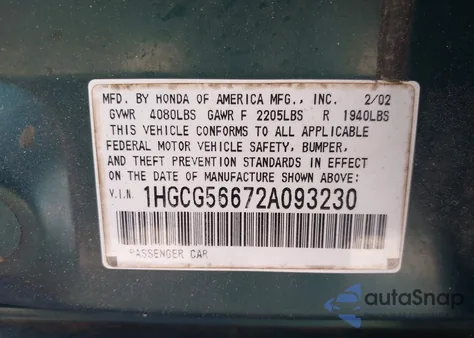 MFD. BY HONDA OF AMERICA MFG., INC. 2/02
GVWR 4080LBS GAWR F 2205LBS R 1940LBS
THIS VEHICLE CONFORMS TO ALL APPLICABLE
FEDERAL MOTOR VEHICLE SAFETY, BUMPER,
AND THEFT PREVENTION STANDARDS IN EFFECT
ON THE DATE OF MANUFACTURE SHOWN ABOVE:
V.I.N. 1HGCG56672A093230
PASSENGER CAR
autoSnap